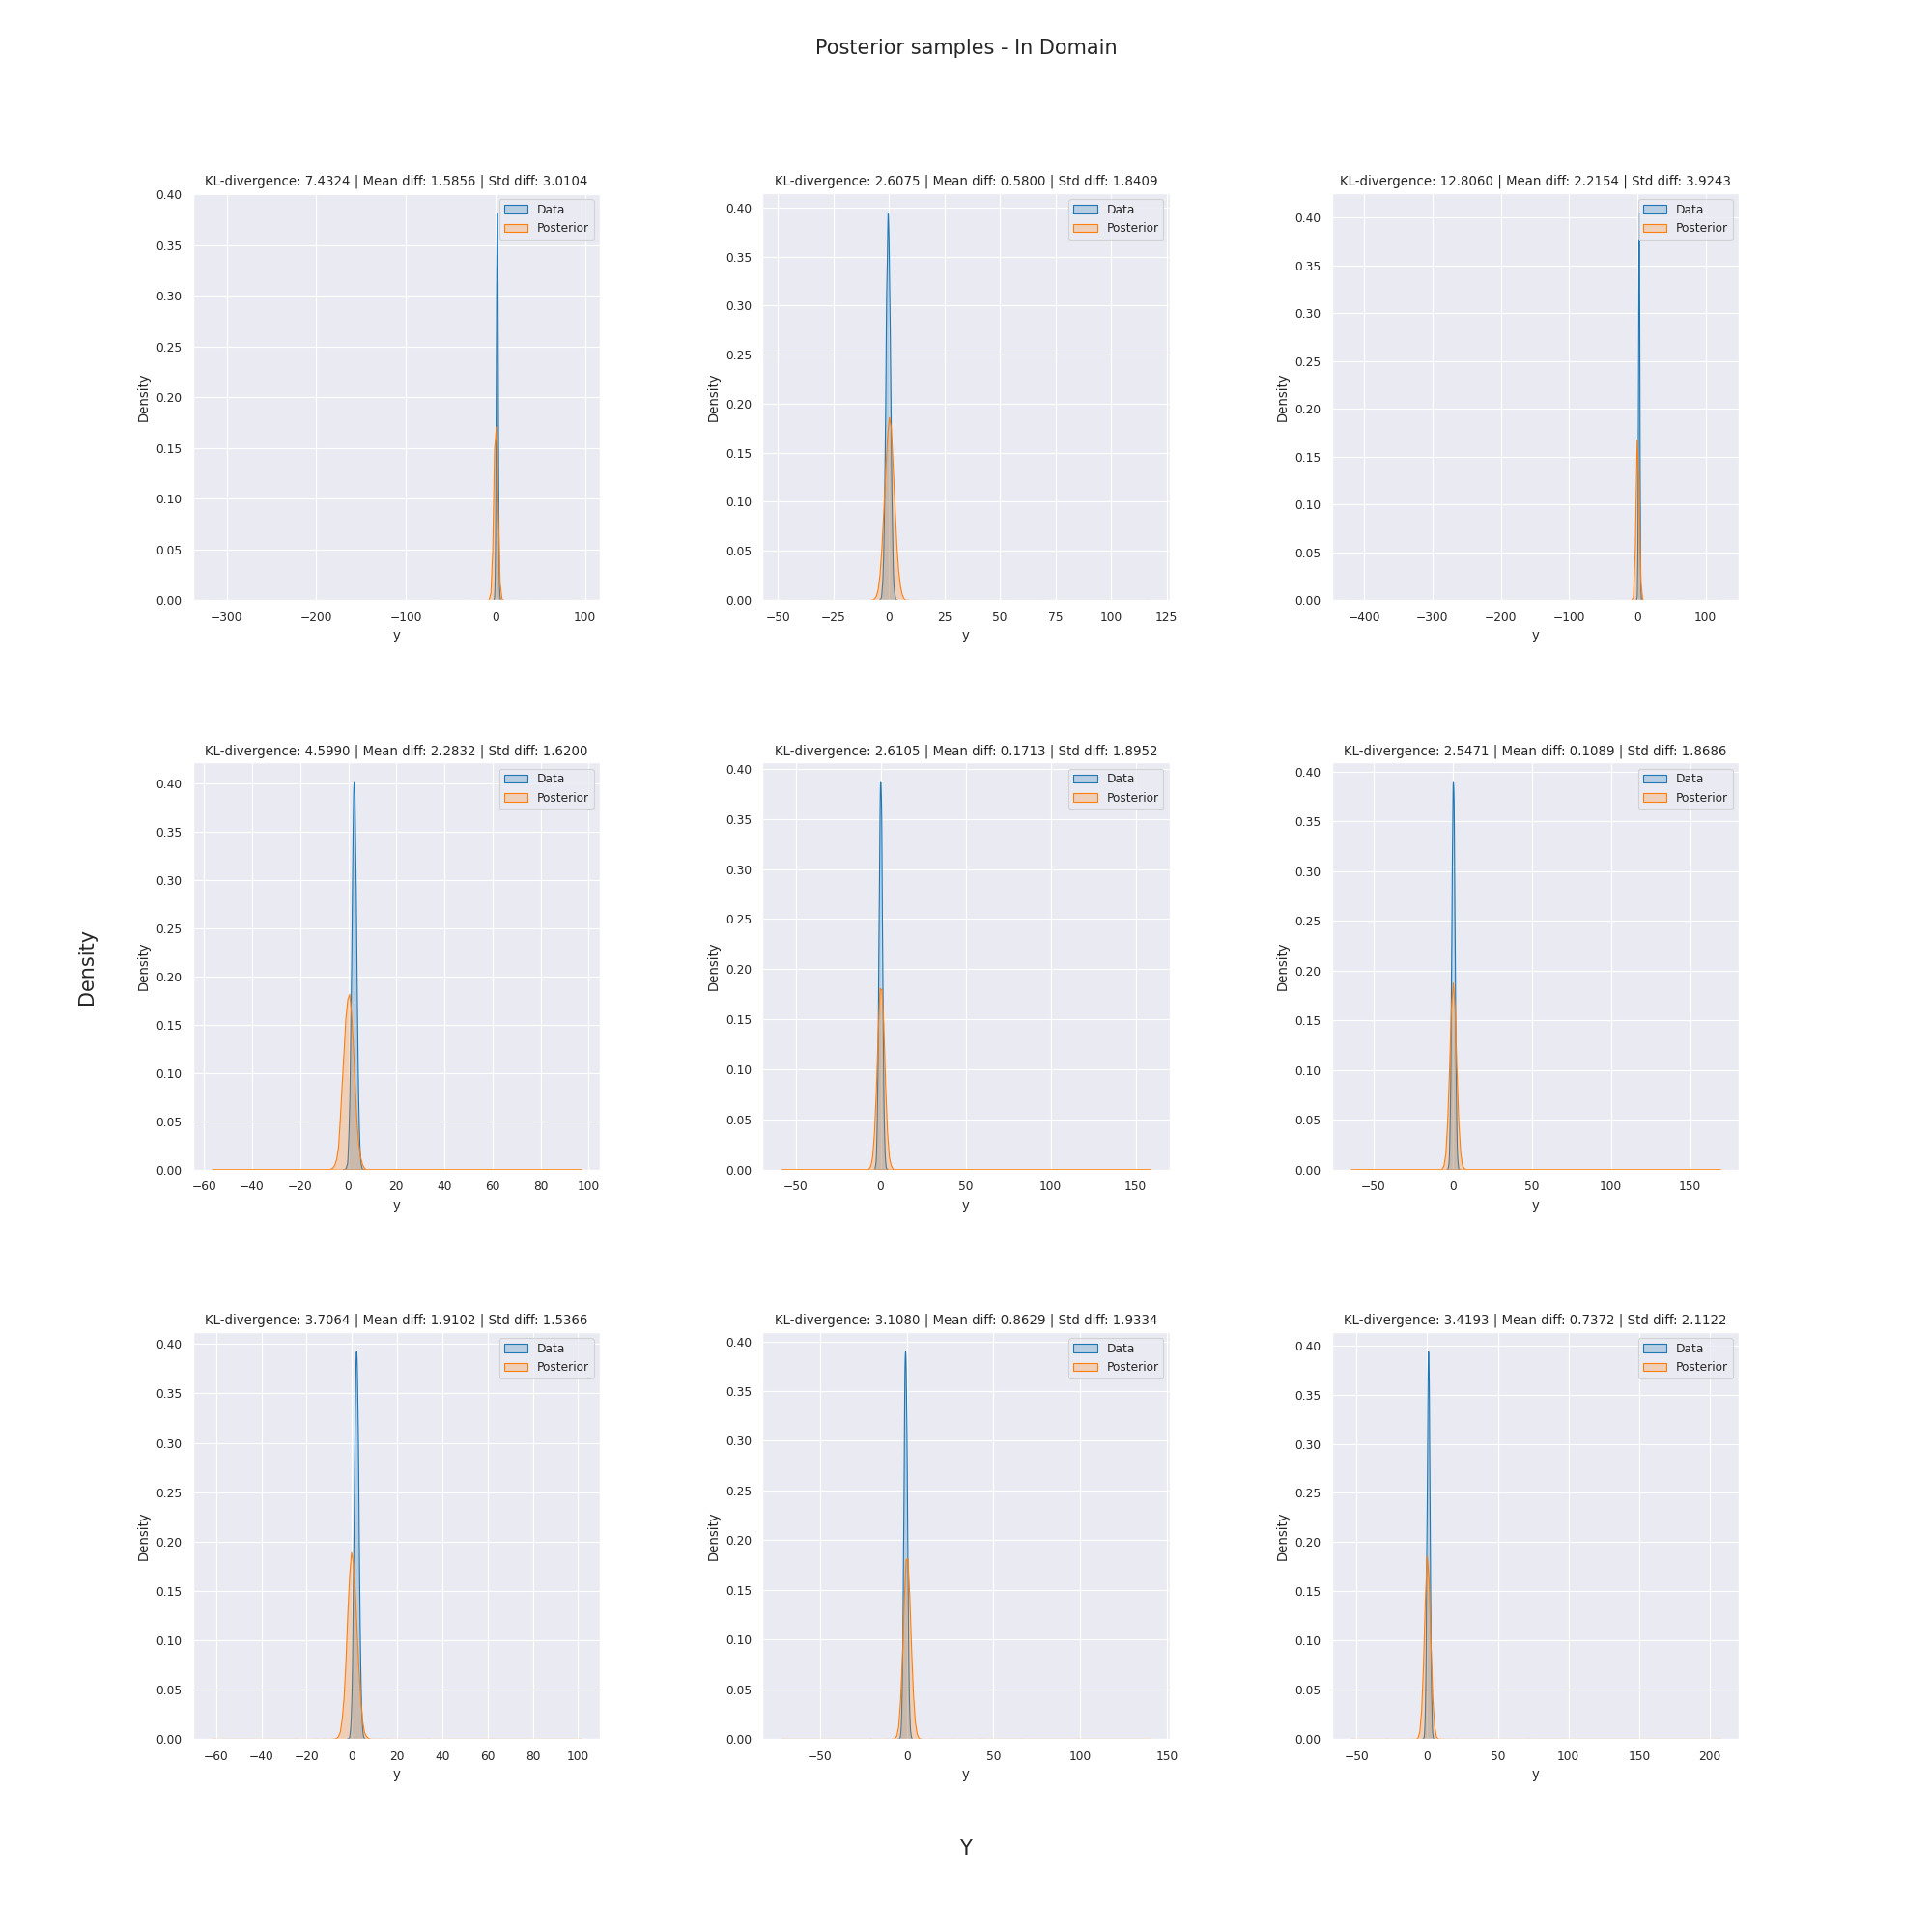 Posterior samples - In Domain
KL-divergence: 7.4324 | Mean diff: 1.5856 | Std diff: 3.0104
0.40
0.35
0.30
0.25
0.20
0.15
0.10
0.05
0.00
Density
Data
Posterior
−300 −200 −100 0 100
y
KL-divergence: 2.6075 | Mean diff: 0.5800 | Std diff: 1.8409
0.40
0.35
0.30
0.25
0.20
0.15
0.10
0.05
0.00
Density
Data
Posterior
−50 −25 0 25 50 75 100 125
y
KL-divergence: 12.8060 | Mean diff: 2.2154 | Std diff: 3.9243
0.40
0.35
0.30
0.25
0.20
0.15
0.10
0.05
0.00
Density
Data
Posterior
−400 −300 −200 −100 0 100
y
KL-divergence: 4.5990 | Mean diff: 2.2832 | Std diff: 1.6200
0.40
0.35
0.30
0.25
0.20
0.15
0.10
0.05
0.00
Density
Data
Posterior
−60 −40 −20 0 20 40 60 80 100
y
KL-divergence: 2.6105 | Mean diff: 0.1713 | Std diff: 1.8952
0.40
0.35
0.30
0.25
0.20
0.15
0.10
0.05
0.00
Density
Data
Posterior
−50 0 50 100 150
y
KL-divergence: 2.5471 | Mean diff: 0.1089 | Std diff: 1.8686
0.40
0.35
0.30
0.25
0.20
0.15
0.10
0.05
0.00
Density
Data
Posterior
−50 0 50 100 150
y
Density
KL-divergence: 3.7064 | Mean diff: 1.9102 | Std diff: 1.5366
0.40
0.35
0.30
0.25
0.20
0.15
0.10
0.05
0.00
Density
Data
Posterior
−60 −40 −20 0 20 40 60 80 100
y
KL-divergence: 3.1080 | Mean diff: 0.8629 | Std diff: 1.9334
0.40
0.35
0.30
0.25
0.20
0.15
0.10
0.05
0.00
Density
Data
Posterior
−50 0 50 100 150
y
KL-divergence: 3.4193 | Mean diff: 0.7372 | Std diff: 2.1122
0.40
0.35
0.30
0.25
0.20
0.15
0.10
0.05
0.00
Density
Data
Posterior
−50 0 50 100 150 200
y
Y